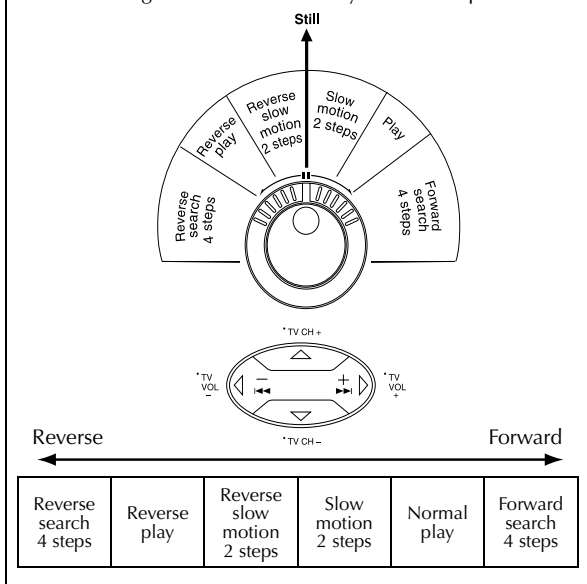 Still
Reverse
search
4 steps
Reverse
play
Reverse
slow
motion
2 steps
Slow
motion
2 steps
Play
Forward
search
4 steps
* TV CH +
* TV
VOL
–
–
+
* TV
VOL
+
* TV CH –
Reverse
Forward
Reverse
search
4 steps
Reverse
play
Reverse
slow
motion
2 steps
Slow
motion
2 steps
Normal
play
Forward
search
4 steps